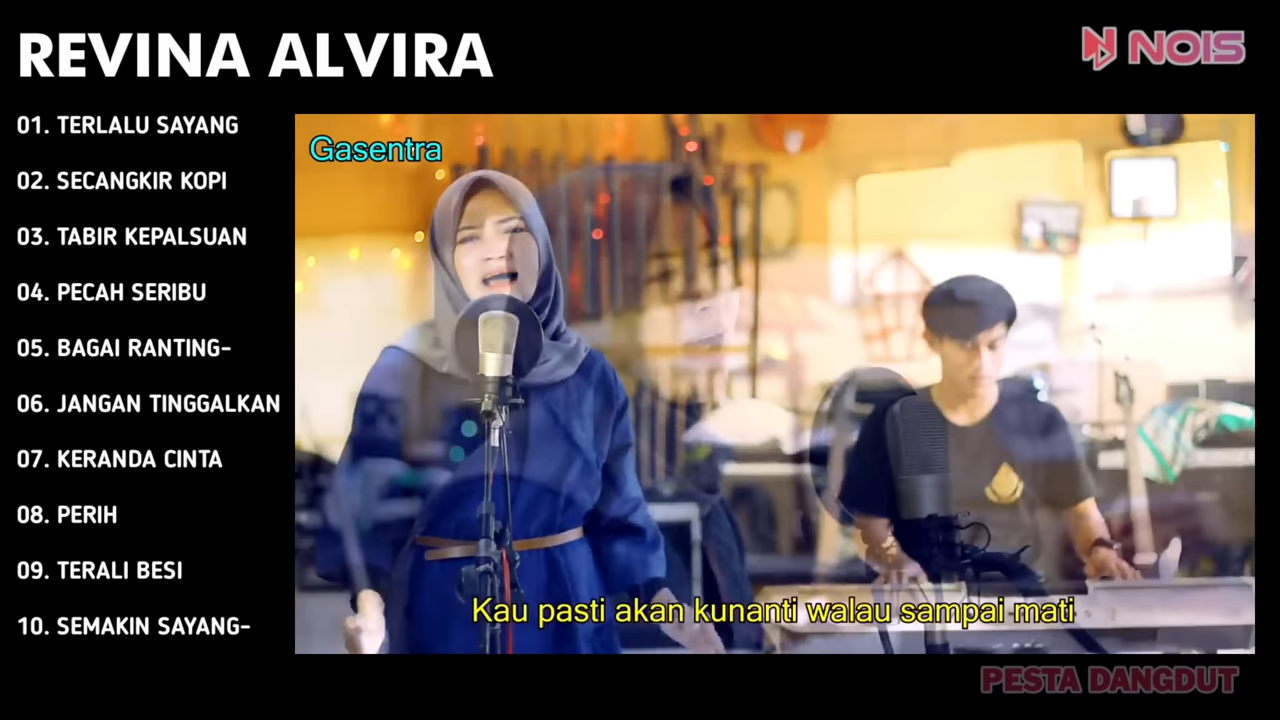 REVINA ALVIRA
NOIS
01. TERLALU SAYANG
02. SECANGKIR KOPI
03. TABIR KEPALSUAN
04. PECAH SERIBU
05. BAGAI RANTING-
06. JANGAN TINGGALKAN
07. KERANDA CINTA
08. PERIH
09. TERALI BESI
10. SEMAKIN SAYANG-
Gasentra
Kau pasti akan kunanti walau sampai mati
PESTA DANGDUT